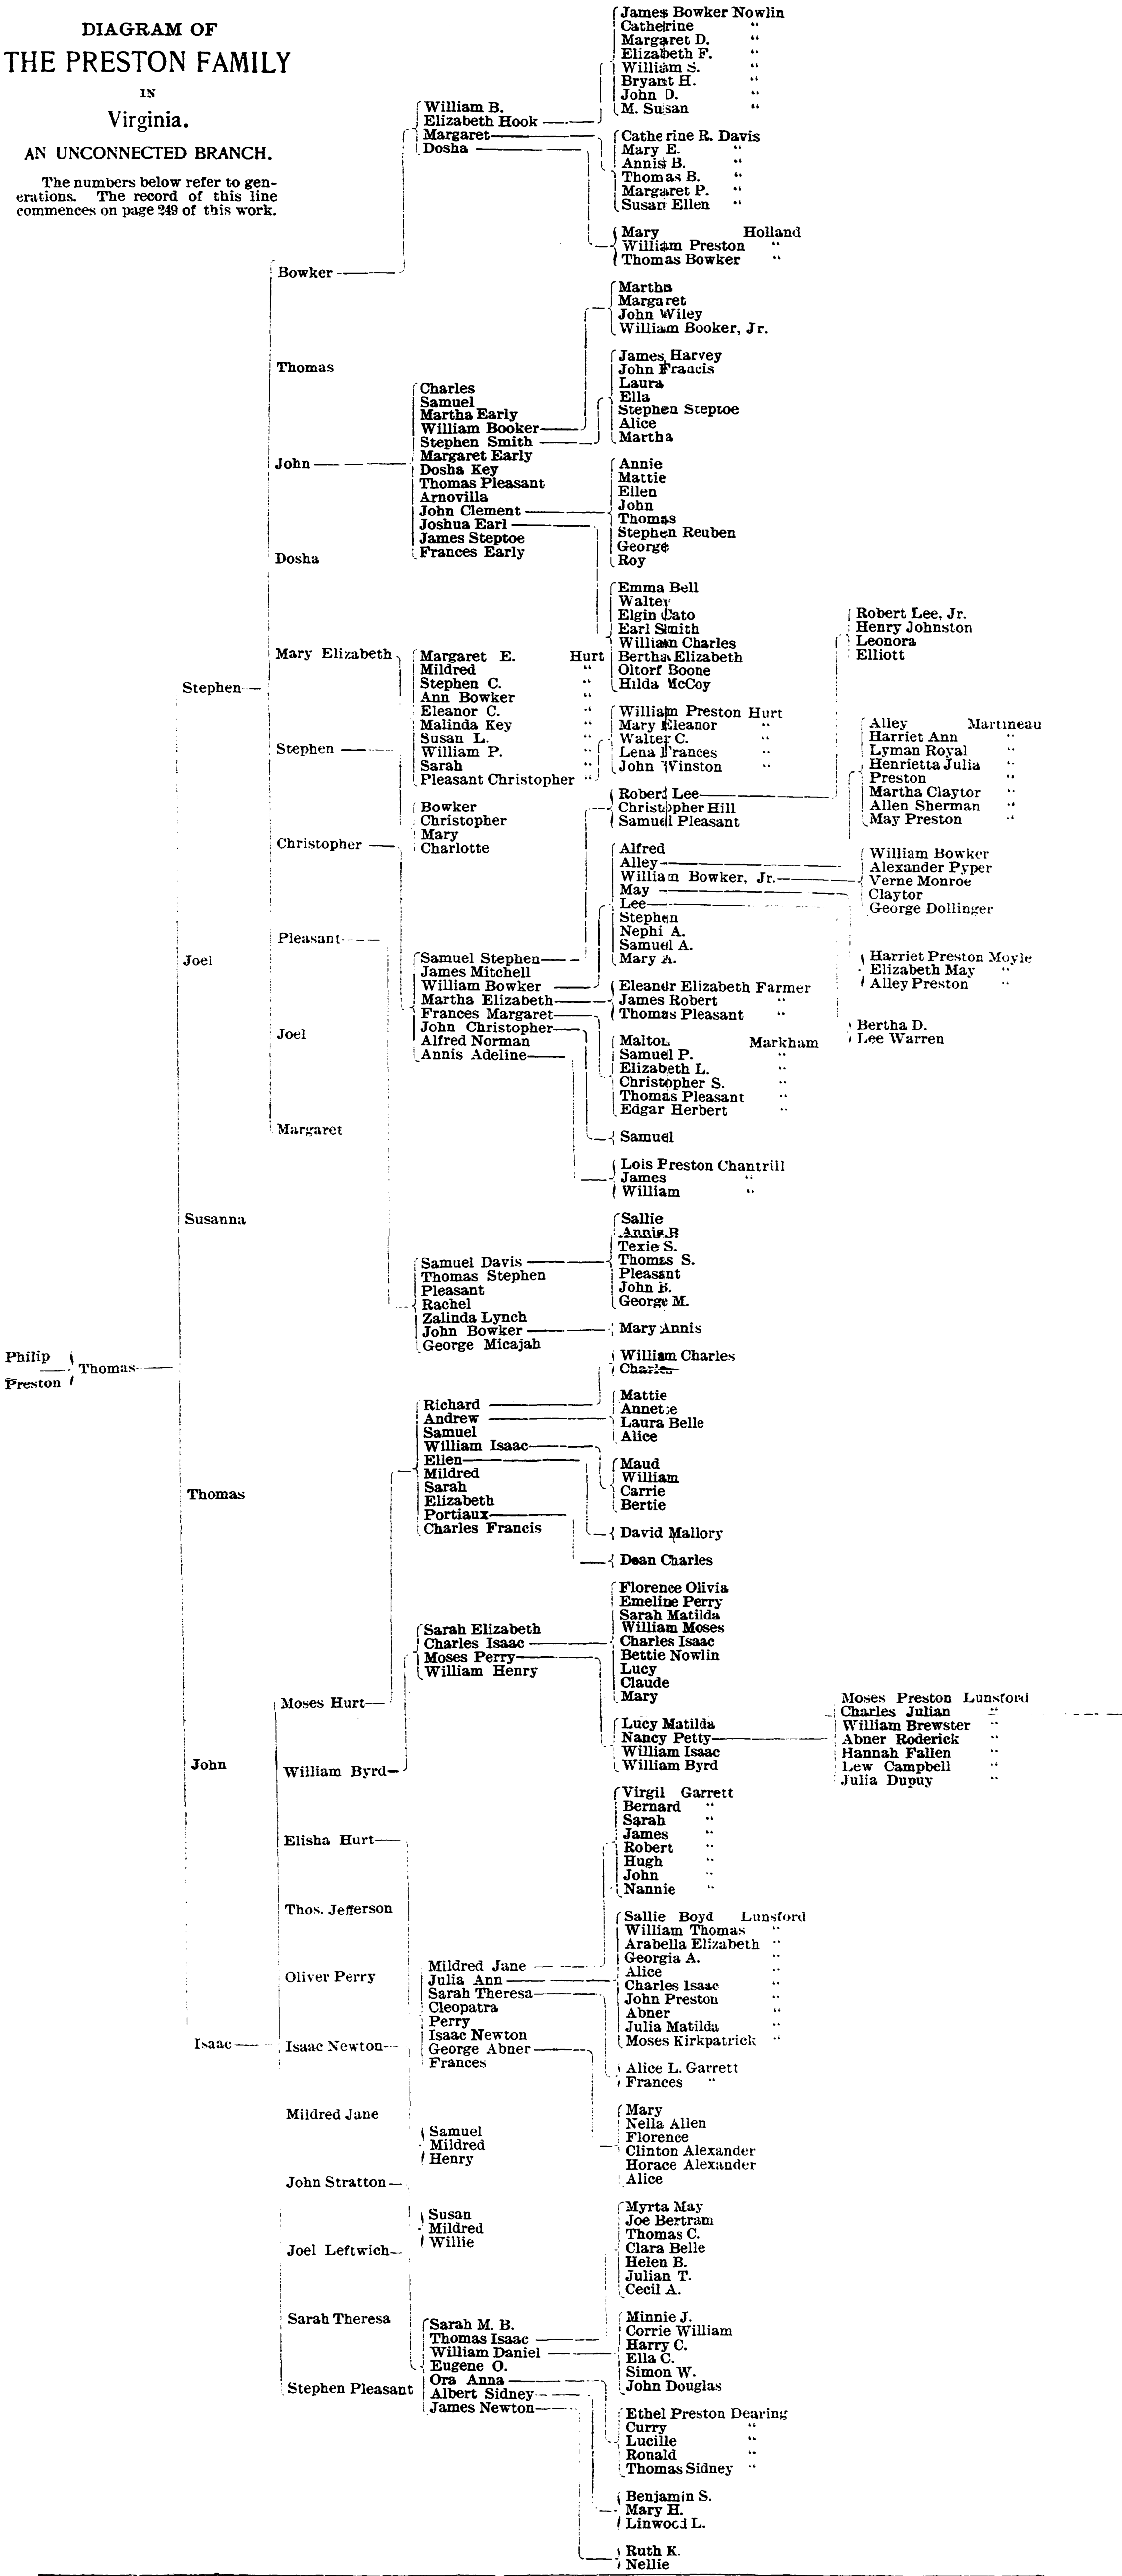 DIAGRAM OF
THE PRESTON FAMILY
IN
Virginia.
AN UNCONNECTED BRANCH.
The numbers below refer to gen-
erations. The record of this line
commences on page 249 of this work.
Philip
Preston
Thomas
Stephen
Joel
Susanna
Thomas
John
Isaac
Bowker
Thomas
John
Dosha
Mary Elizabeth
Stephen
Christopher
Pleasant
Joel
Margaret
Moses Hurt
William Byrd
Elisha Hurt
Thos. Jefferson
Oliver Perry
Isaac Newton
Mildred Jane
John Stratton
Joel Leftwich
Sarah Theresa
Stephen Pleasant
William B.
Elizabeth Hook
Margaret
Dosha
Charles
Samuel
Martha Early
William Booker
Stephen Smith
Margaret Early
Dosha Key
Thomas Pleasant
Arnovilla
John Clement
Joshua Earl
James Steptoe
Frances Early
Margaret E. Hurt
Mildred "
Stephen C. "
Ann Bowker "
Eleanor C. "
Malinda Key "
Susan L. "
William P. "
Sarah "
Pleasant Christopher "
Bowker
Christopher
Mary
Charlotte
Samuel Stephen
James Mitchell
William Bowker
Martha Elizabeth
Frances Margaret
John Christopher
Alfred Norman
Annis Adeline
Samuel Davis
Thomas Stephen
Pleasant
Rachel
Zalinda Lynch
John Bowker
George Micajah
Richard
Andrew
Samuel
William Isaac
Ellen
Mildred
Sarah
Elizabeth
Portiaux
Charles Francis
Sarah Elizabeth
Charles Isaac
Moses Perry
William Henry
Mildred Jane
Julia Ann
Sarah Theresa
Cleopatra
Perry
Isaac Newton
George Abner
Frances
Samuel
Mildred
Henry
Susan
Mildred
Willie
Sarah M. B.
Thomas Isaac
William Daniel
Eugene O.
Ora Anna
Albert Sidney
James Newton
James Bowker Nowlin
Catherine "
Margaret D. "
Elizabeth F. "
William S. "
Bryant H. "
John D. "
M. Susan "
Catherine R. Davis
Mary E. "
Annis B. "
Thomas B. "
Margaret P. "
Susan Ellen "
Mary Holland
William Preston "
Thomas Bowker "
Martha
Margaret
John Wiley
William Booker, Jr.
James Harvey
John Francis
Laura
Ella
Stephen Steptoe
Alice
Martha
Annie
Mattie
Ellen
John
Thomas
Stephen Reuben
George
Roy
Emma Bell
Walter
Elgin Cato
Earl Smith
William Charles
Bertha Elizabeth
Oltorf Boone
Hilda McCoy
William Preston Hurt
Mary Eleanor "
Walter C. "
Lena Frances "
John Winston "
Robert Lee
Christopher Hill
Samuel Pleasant
Alfred
Alley
William Bowker, Jr.
May
Lee
Stephen
Nephi A.
Samuel A.
Mary A.
Eleanor Elizabeth Farmer
James Robert "
Thomas Pleasant "
Malton Markham
Samuel P. "
Elizabeth L. "
Christopher S. "
Thomas Pleasant "
Edgar Herbert "
Samuel
Lois Preston Chantrill
James "
William "
Sallie
Annis B
Texie S.
Thomas S.
Pleasant
John B.
George M.
Mary Annis
William Charles
Charles
Mattie
Annette
Laura Belle
Alice
Maud
William
Carrie
Bertie
David Mallory
Dean Charles
Florence Olivia
Emeline Perry
Sarah Matilda
William Moses
Charles Isaac
Bettie Nowlin
Lucy
Claude
Mary
Lucy Matilda
Nancy Petty
William Isaac
William Byrd
Virgil Garrett
Bernard "
Sarah "
James "
Robert "
Hugh "
John "
Nannie "
Sallie Boyd Lunsford
William Thomas "
Arabella Elizabeth "
Georgia A. "
Alice "
Charles Isaac "
John Preston "
Abner "
Julia Matilda "
Moses Kirkpatrick "
Alice L. Garrett
Frances "
Mary
Nella Allen
Florence
Clinton Alexander
Horace Alexander
Alice
Myrta May
Joe Bertram
Thomas C.
Clara Belle
Helen B.
Julian T.
Cecil A.
Minnie J.
Corrie William
Harry C.
Ella C.
Simon W.
John Douglas
Ethel Preston Dearing
Curry "
Lucille "
Ronald "
Thomas Sidney "
Benjamin S.
Mary H.
Linwood L.
Ruth K.
Nellie
Robert Lee, Jr.
Henry Johnston
Leonora
Elliott
Alley Martineau
Harriet Ann "
Lyman Royal "
Henrietta Julia "
Preston "
Martha Claytor "
Allen Sherman "
May Preston "
William Bowker
Alexander Pyper
Verne Monroe
Claytor
George Dollinger
Harriet Preston Moyle
Elizabeth May "
Alley Preston "
Bertha D.
Lee Warren
Moses Preston Lunsford
Charles Julian "
William Brewster "
Abner Roderick "
Hannah Fallen "
Lew Campbell "
Julia Dupuy "